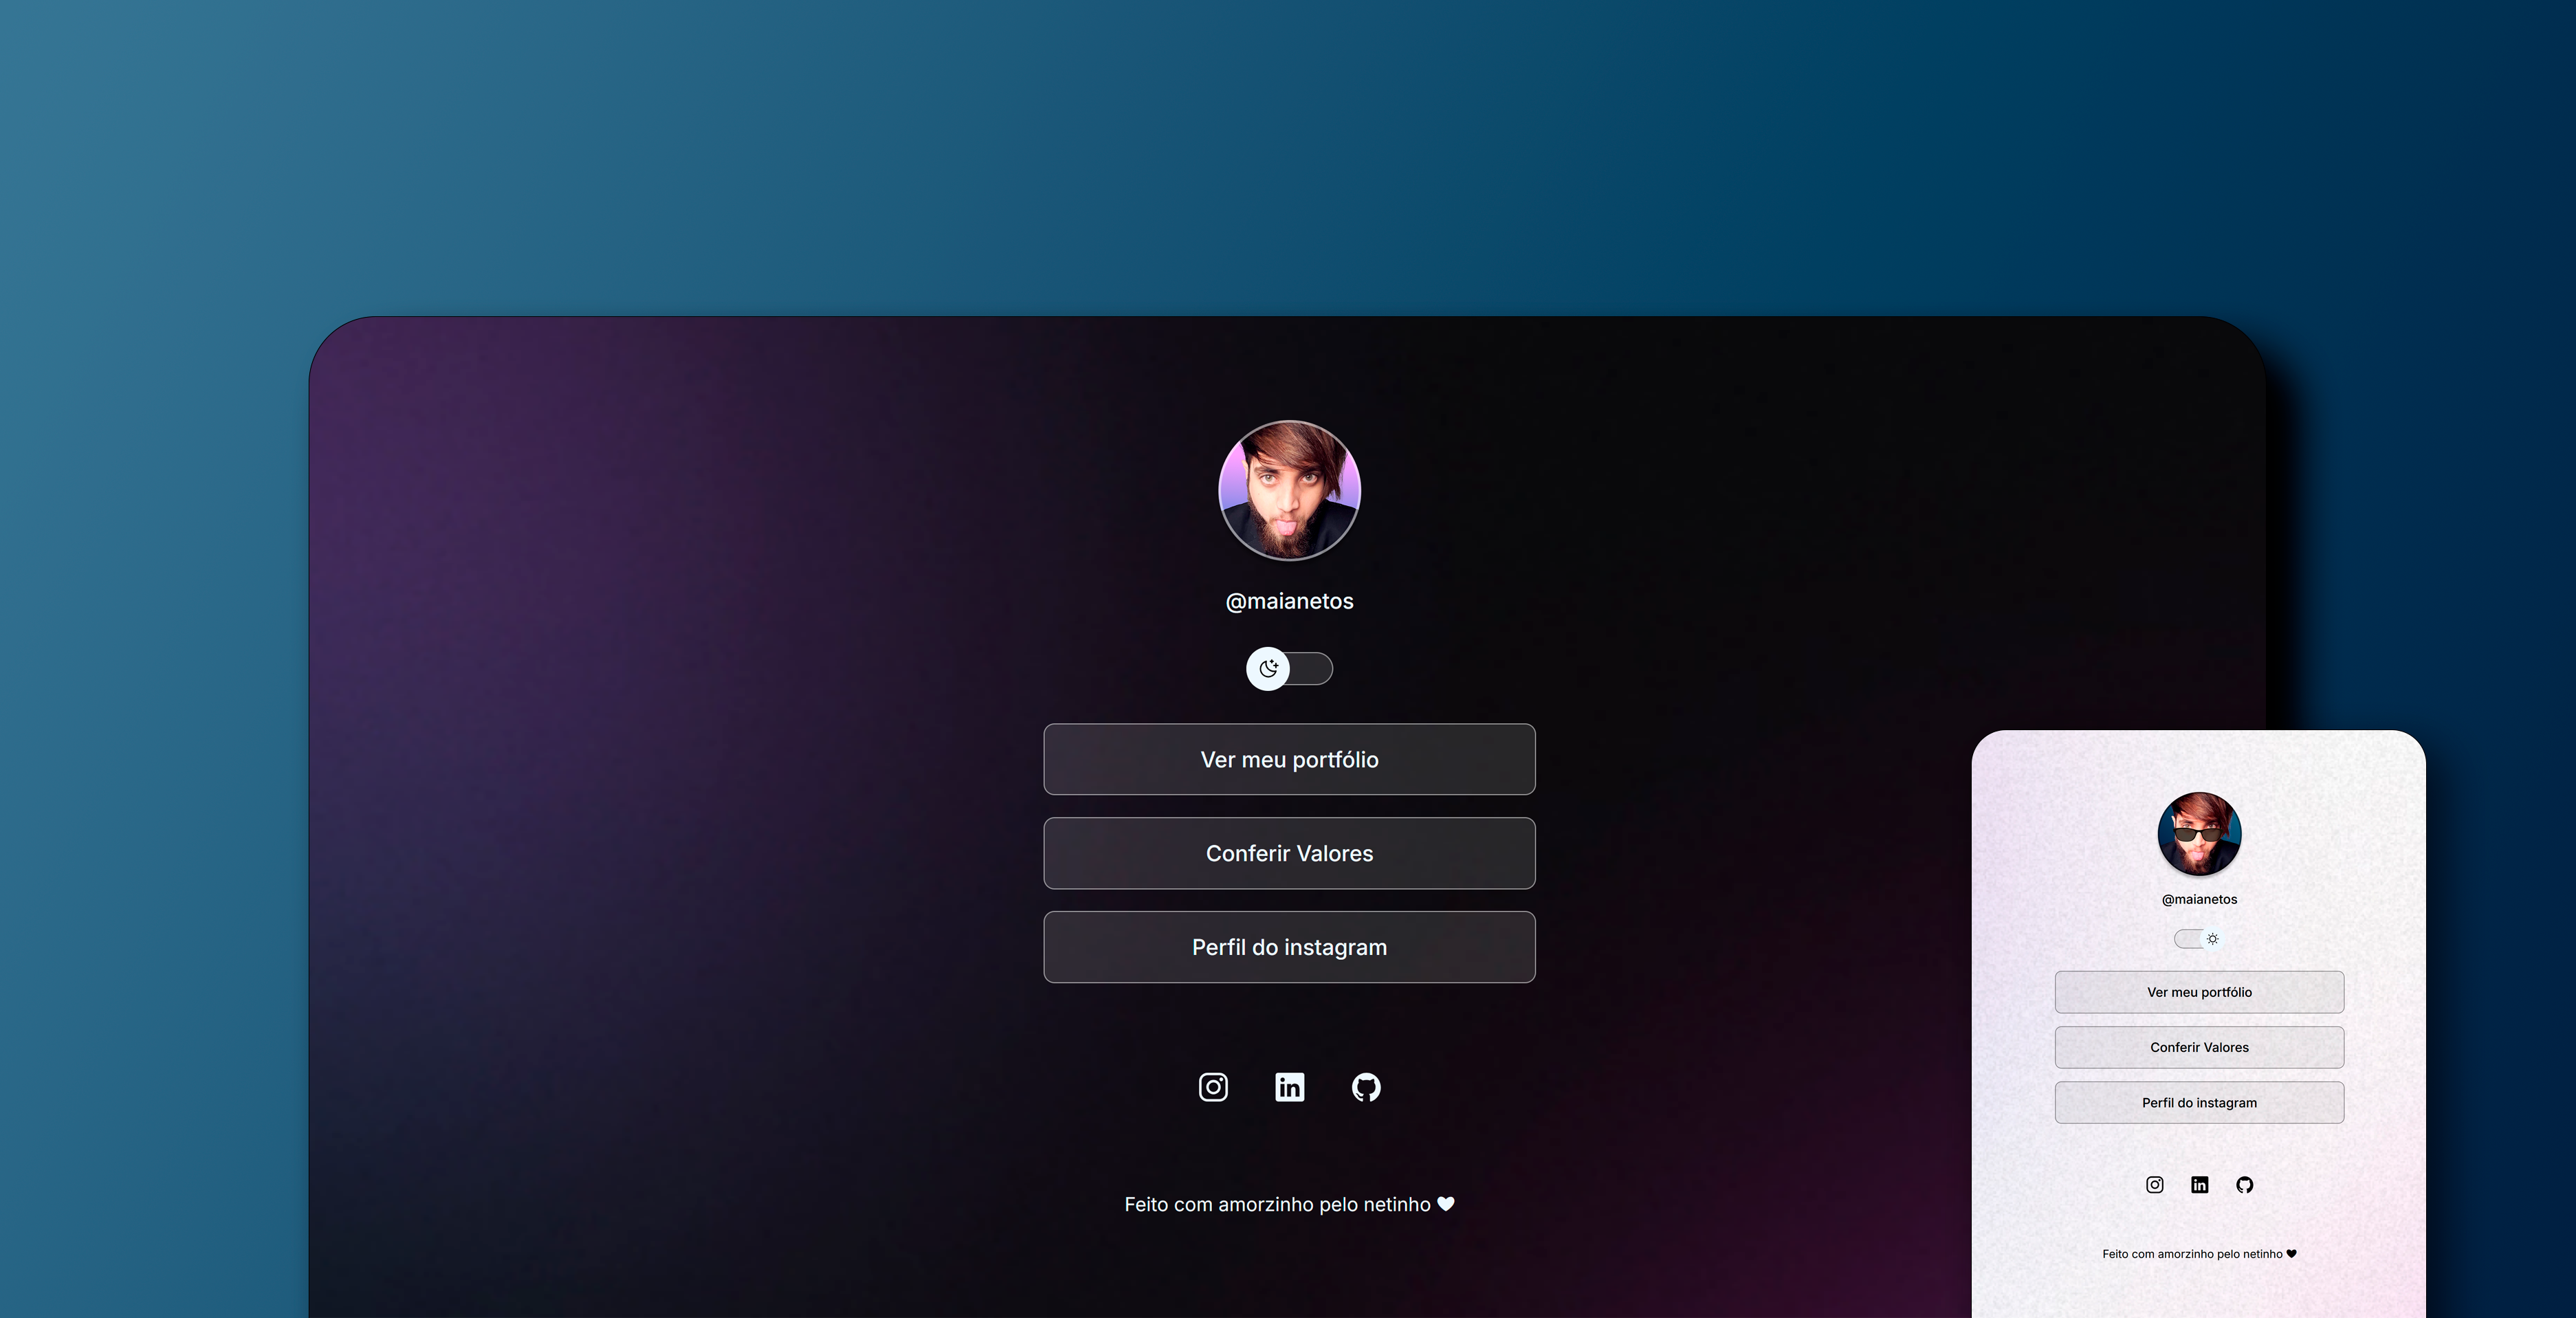 @maianetos
Ver meu portfólio
Conferir Valores
Perfil do instagram
Feito com amorzinho pelo netinho ♥
@maianetos
Ver meu portfólio
Conferir Valores
Perfil do instagram
Feito com amorzinho pelo netinho ♥